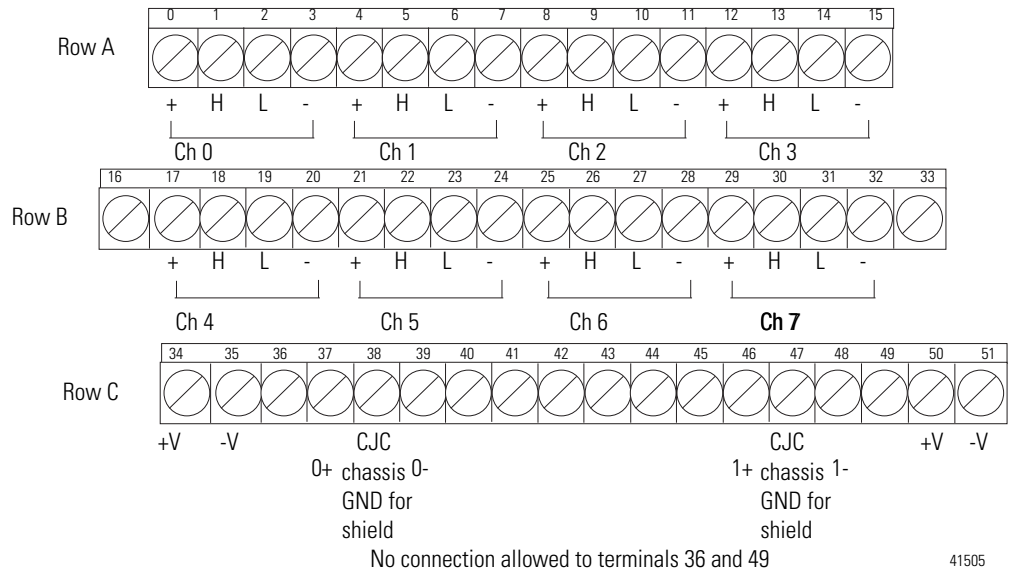 0 1 2 3 4 5 6 7 8 9 10 11 12 13 14 15
Row A
+ H L - + H L - + H L - + H L -
Ch 0 Ch 1 Ch 2 Ch 3
16 17 18 19 20 21 22 23 24 25 26 27 28 29 30 31 32 33
Row B
+ H L - + H L - + H L - + H L -
Ch 4 Ch 5 Ch 6 Ch 7
34 35 36 37 38 39 40 41 42 43 44 45 46 47 48 49 50 51
Row C
+V -V CJC CJC +V -V
0+ chassis 0- 1+ chassis 1-
GND for GND for
shield shield
No connection allowed to terminals 36 and 49 41505